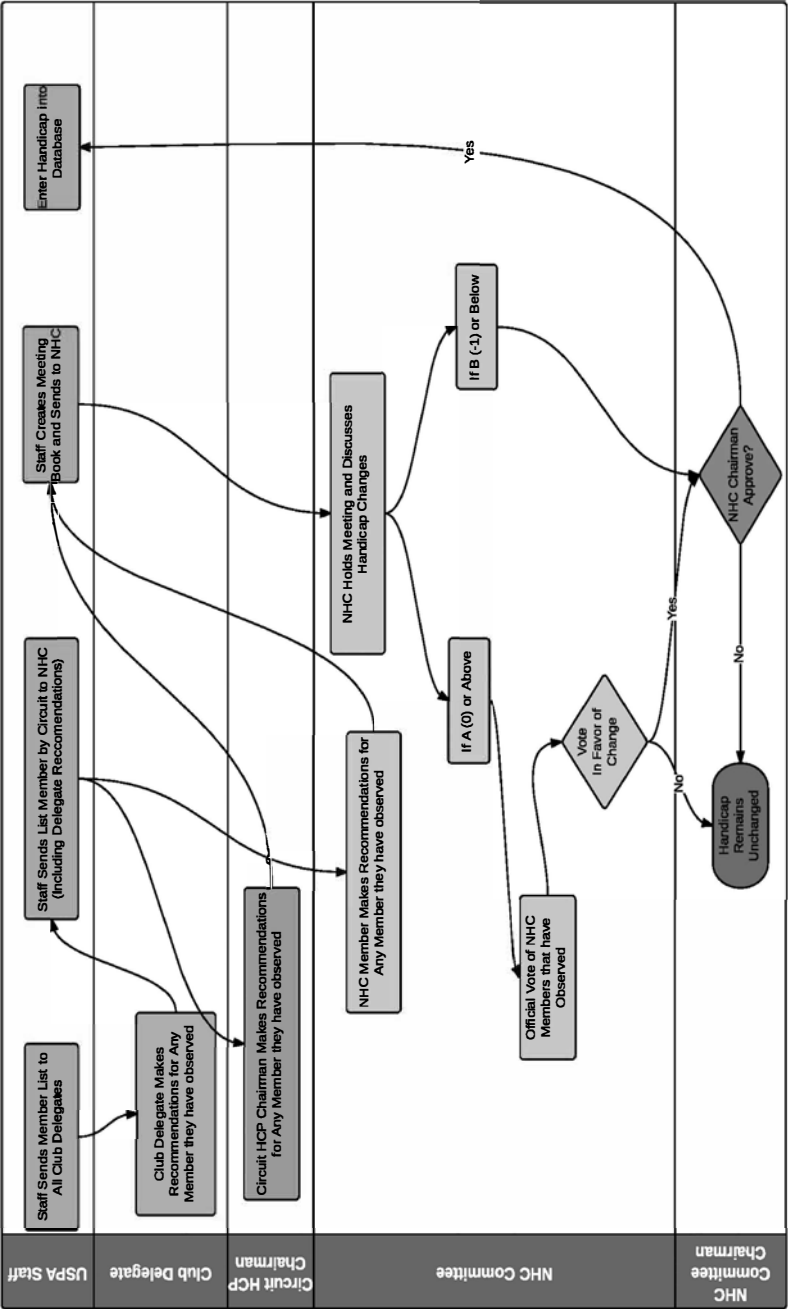 USPA Staff
Staff Sends Member List to
All Club Delegates
Staff Sends List Member by Circuit to NHC
(Including Delegate Reccomendations)
Staff Creates Meeting
Book and Sends to NHC
Enter Handicap into
Database
Club Delegate
Club Delegate Makes
Recommendations for Any
Member they have observed
Circuit HCP
Chairman
Circuit HCP Chairman Makes Recommendations
for Any Member they have observed
NHC Committee
NHC Member Makes Recommendations for
Any Member they have observed
NHC Holds Meeting and Discusses
Handicap Changes
If A (0) or Above
If B (-1) or Below
Yes
Official Vote of NHC
Members that have
Observed
Vote
In Favor of
Change
Yes
No
NHC
Committee
Chairman
Handicap
Remains
Unchanged
No
NHC Chairman
Approve?